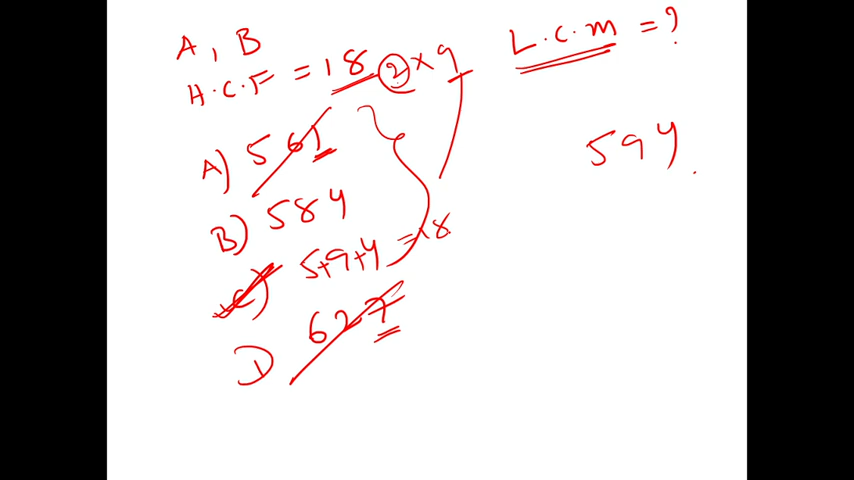 A, B
H.C.F = 18 2 × 9 L.C.m = ?
A) 561
B) 584
C) 5+9+4 = 18
D 627
594.